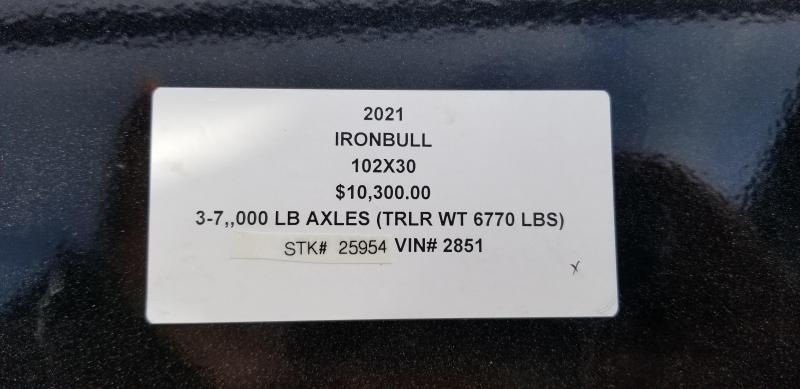 2021
IRONBULL
102X30
$10,300.00
3-7,,000 LB AXLES (TRLR WT 6770 LBS)
STK# 25954 VIN# 2851
x